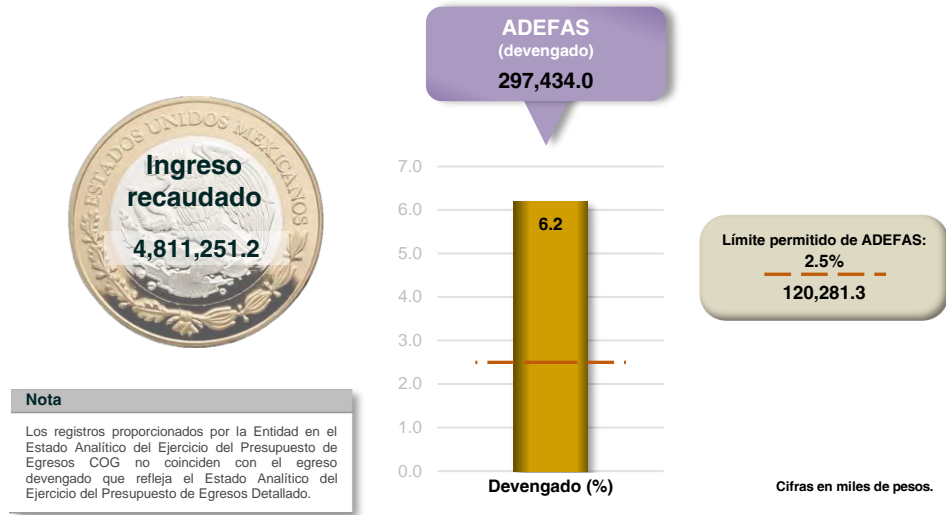 ADEFAS
(devengado)
297,434.0
ESTADOS UNIDOS MEXICANOS
Ingreso
recaudado
4,811,251.2
7.0
6.0
5.0
4.0
3.0
2.0
1.0
0.0
6.2
Devengado (%)
Límite permitido de ADEFAS:
2.5%
120,281.3
Nota
Los registros proporcionados por la Entidad en el
Estado Analítico del Ejercicio del Presupuesto de
Egresos COG no coinciden con el egreso
devengado que refleja el Estado Analítico del
Ejercicio del Presupuesto de Egresos Detallado.
Cifras en miles de pesos.